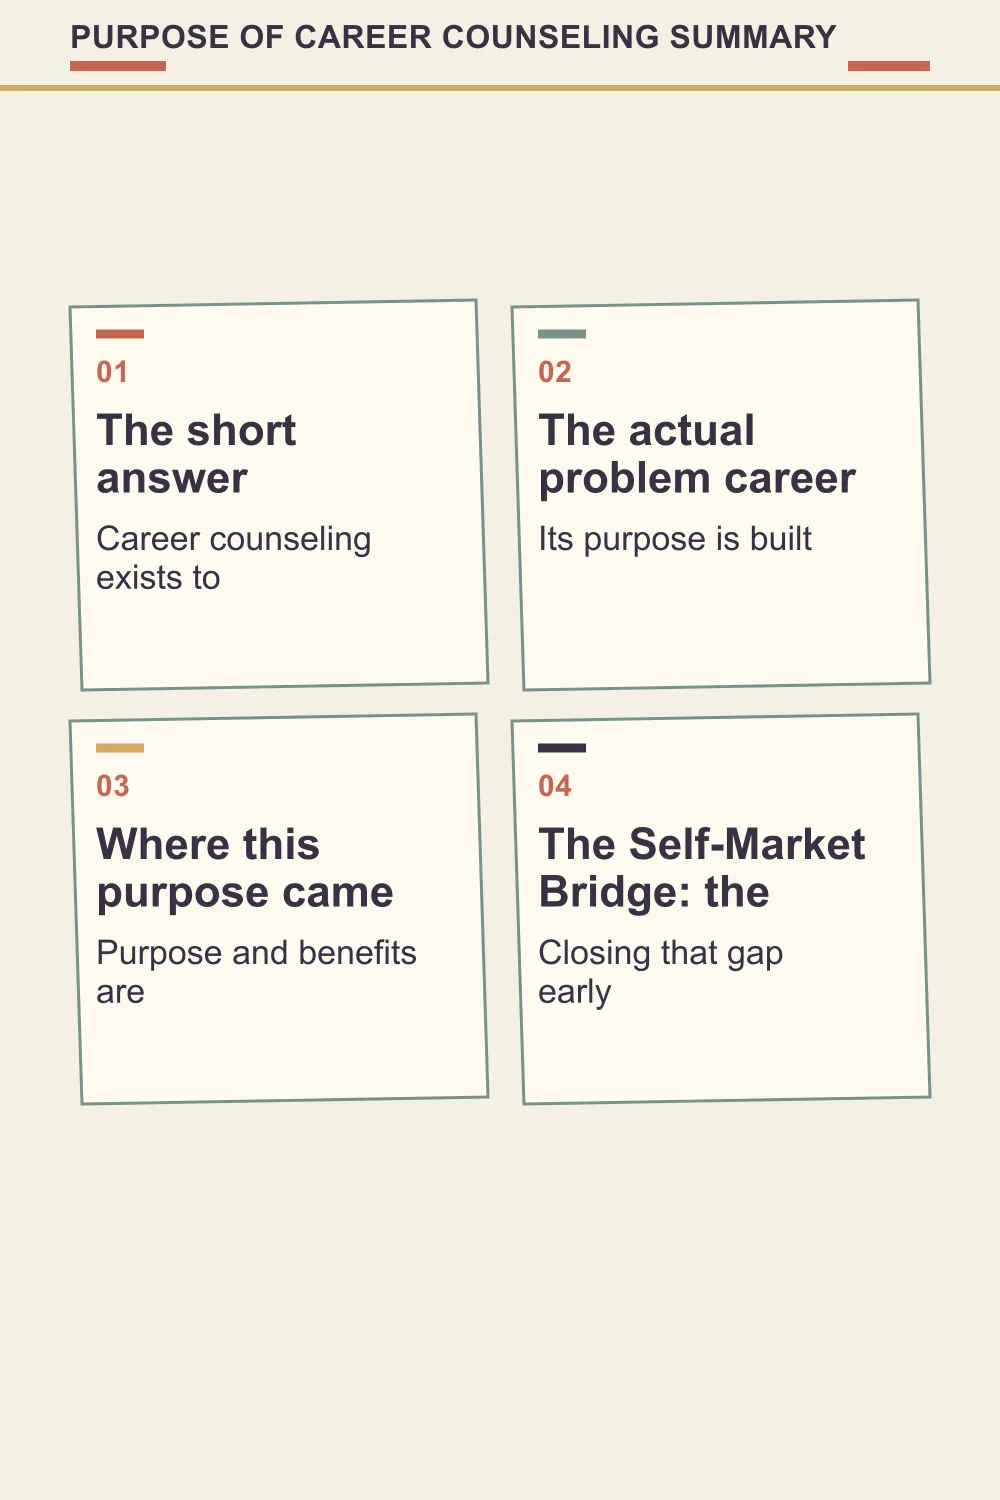 PURPOSE OF CAREER COUNSELING SUMMARY
01
The short
answer
Career counseling
exists to
02
The actual
problem career
Its purpose is built
03
Where this
purpose came
Purpose and benefits
are
04
The Self-Market
Bridge: the
Closing that gap
early